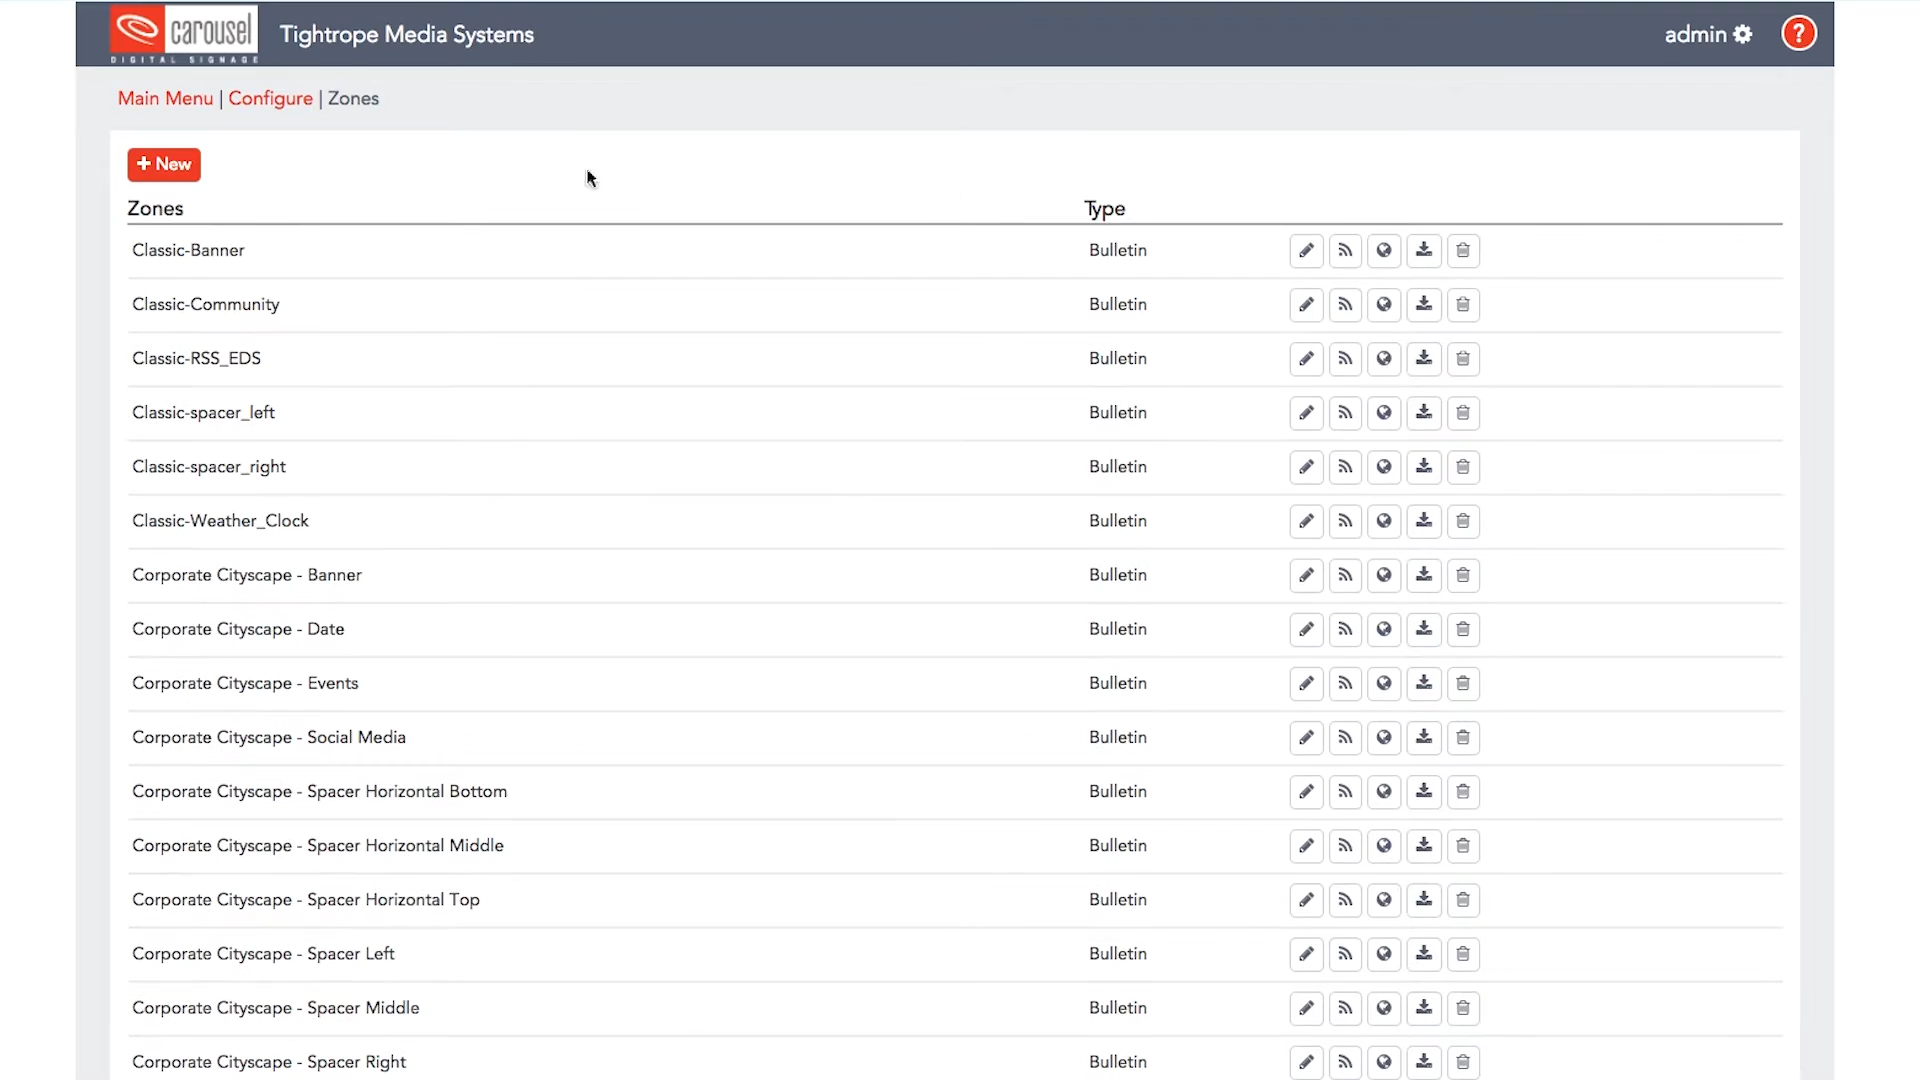 carousel
DIGITAL SIGNAGE
Tightrope Media Systems
admin
?
Main Menu | Configure | Zones
+ New
Zones Type
Classic-Banner Bulletin
Classic-Community Bulletin
Classic-RSS_EDS Bulletin
Classic-spacer_left Bulletin
Classic-spacer_right Bulletin
Classic-Weather_Clock Bulletin
Corporate Cityscape - Banner Bulletin
Corporate Cityscape - Date Bulletin
Corporate Cityscape - Events Bulletin
Corporate Cityscape - Social Media Bulletin
Corporate Cityscape - Spacer Horizontal Bottom Bulletin
Corporate Cityscape - Spacer Horizontal Middle Bulletin
Corporate Cityscape - Spacer Horizontal Top Bulletin
Corporate Cityscape - Spacer Left Bulletin
Corporate Cityscape - Spacer Middle Bulletin
Corporate Cityscape - Spacer Right Bulletin